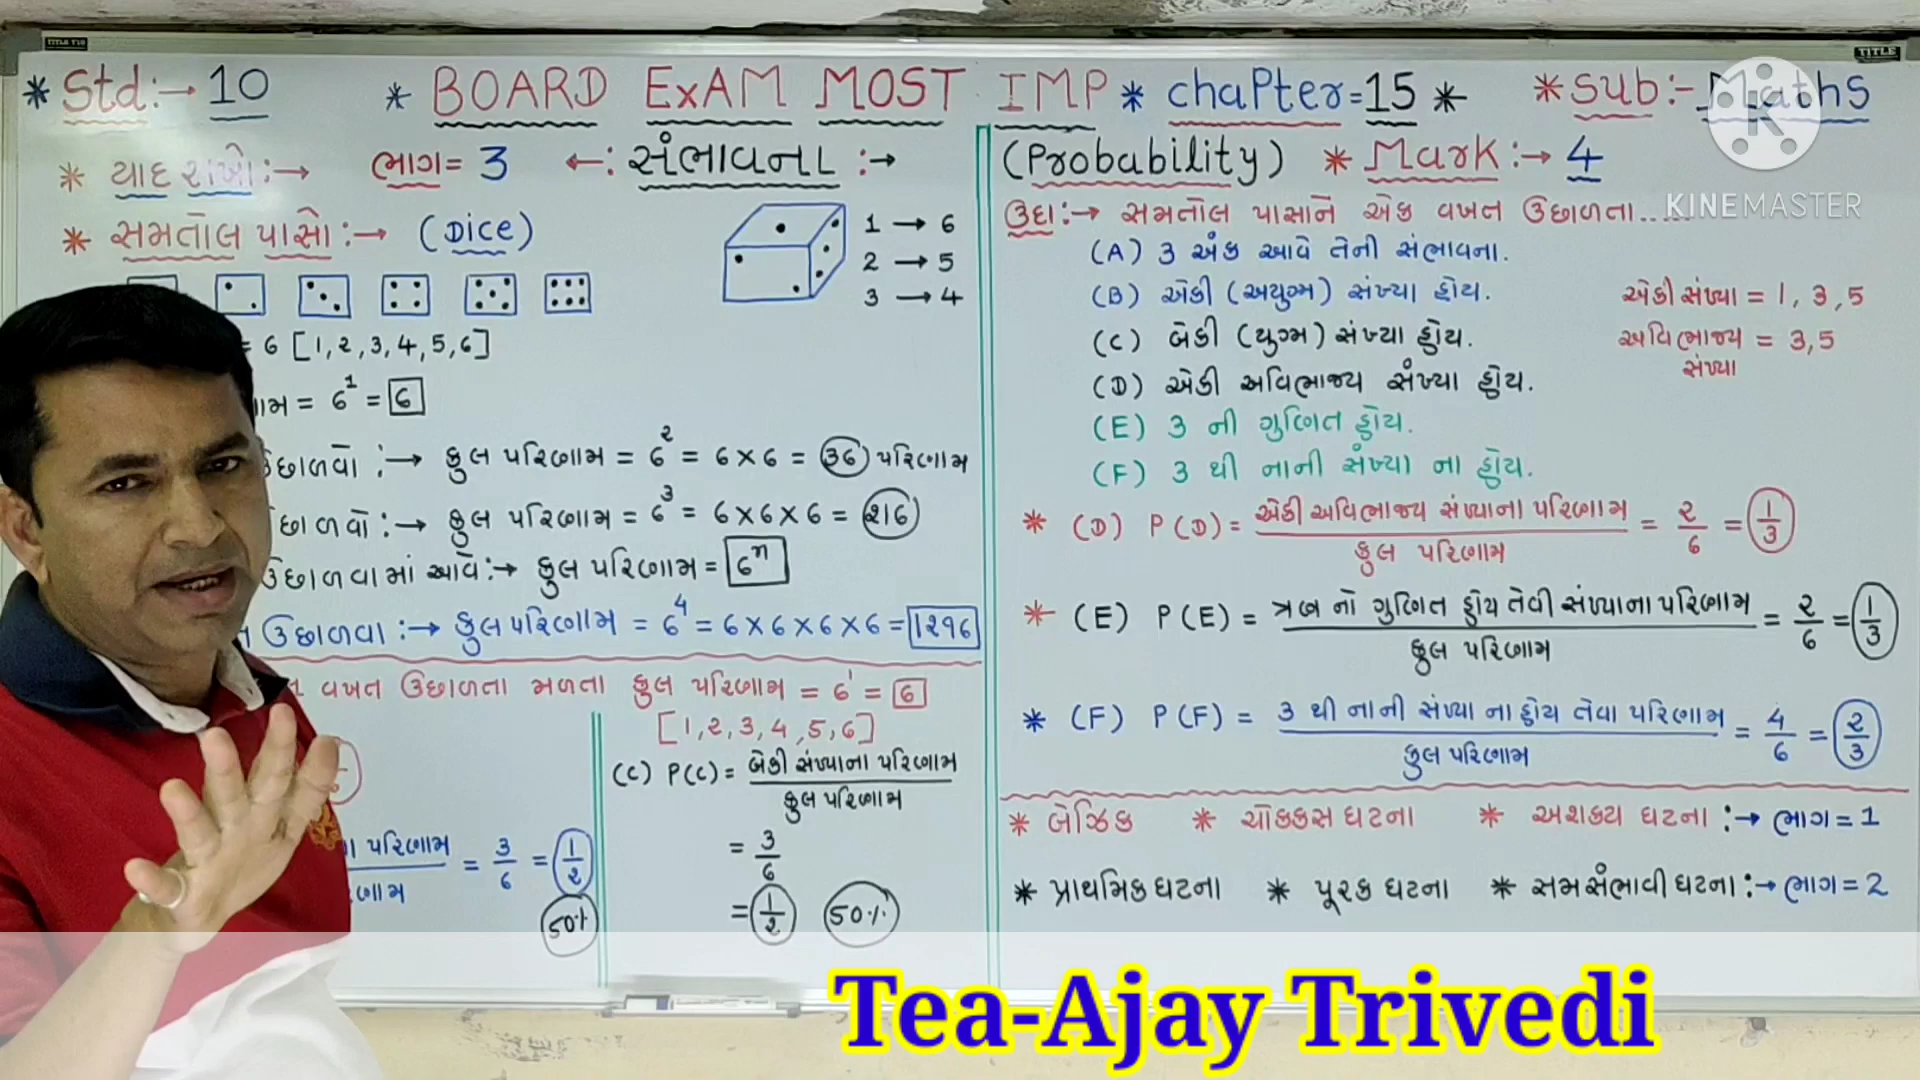 TITLE
TITLE
* Std:→ 10 * BOARD ExAM MOST IMP * chaPter=15 * * Sub:- Maths
* યાદ રાખો:→ ભાગ= 3 ←: સંભાવના :→ (Probability) * Mark:→ 4
KINEMASTER
* સમતોલ પાસો:→ (Dice)
1 → 6
2 → 5
3 → 4
= 6 [1,2,3,4,5,6]
ણામ = 6¹ = 6
ઉછાળવો :→ કુલ પરિણામ = 6² = 6×6 = 36 પરિણામ
ઉછાળવો:→ કુલ પરિણામ = 6³ = 6×6×6 = 216
ઉછાળવામાં આવે:→ કુલ પરિણામ = 6ⁿ
ત ઉછાળવા :→ કુલ પરિણામ = 6⁴ = 6×6×6×6 = 1296
વખત ઉછાળતા મળતા કુલ પરિણામ = 6¹ = 6
[1,2,3,4,5,6]
પરિણામ = 3/6 = 1/2
ણામ
50%
(C) P(C) = બેકી સંખ્યાના પરિણામ
કુલ પરિણામ
= 3/6
= 1/2 50%
ઉદા:→ સમતોલ પાસાને એક વખત ઉછાળતા....
(A) 3 અંક આવે તેની સંભાવના.
(B) એકી (અયુગ્મ) સંખ્યા હોય.
(C) બેકી (યુગ્મ) સંખ્યા હોય.
(D) એકી અવિભાજ્ય સંખ્યા હોય.
(E) 3 ની ગુણિત હોય.
(F) 3 થી નાની સંખ્યા ના હોય.
એકી સંખ્યા = 1, 3, 5
અવિભાજ્ય = 3,5
સંખ્યા
* (D) P(D) = એકી અવિભાજ્ય સંખ્યાના પરિણામ = 2/6 = 1/3
કુલ પરિણામ
* (E) P(E) = ત્રણ નો ગુણિત હોય તેવી સંખ્યાના પરિણામ = 2/6 = 1/3
કુલ પરિણામ
* (F) P(F) = 3 થી નાની સંખ્યા ના હોય તેવા પરિણામ = 4/6 = 2/3
કુલ પરિણામ
* બેઝિક * ચોક્કસ ઘટના * અશક્ય ઘટના :→ ભાગ = 1
* પ્રાથમિક ઘટના * પૂરક ઘટના * સમસંભાવી ઘટના :→ ભાગ = 2
Tea-Ajay Trivedi